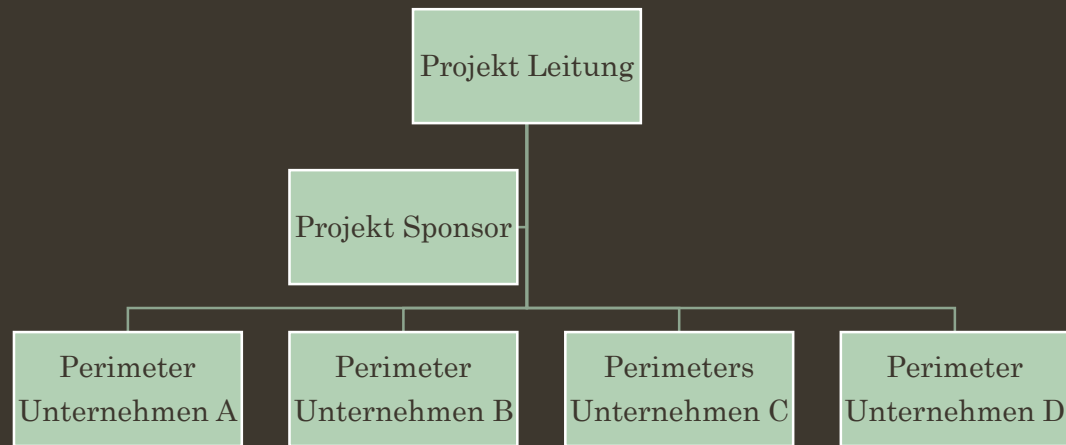 Projekt Leitung
Projekt Sponsor
Perimeter
Unternehmen A
Perimeter
Unternehmen B
Perimeters
Unternehmen C
Perimeter
Unternehmen D